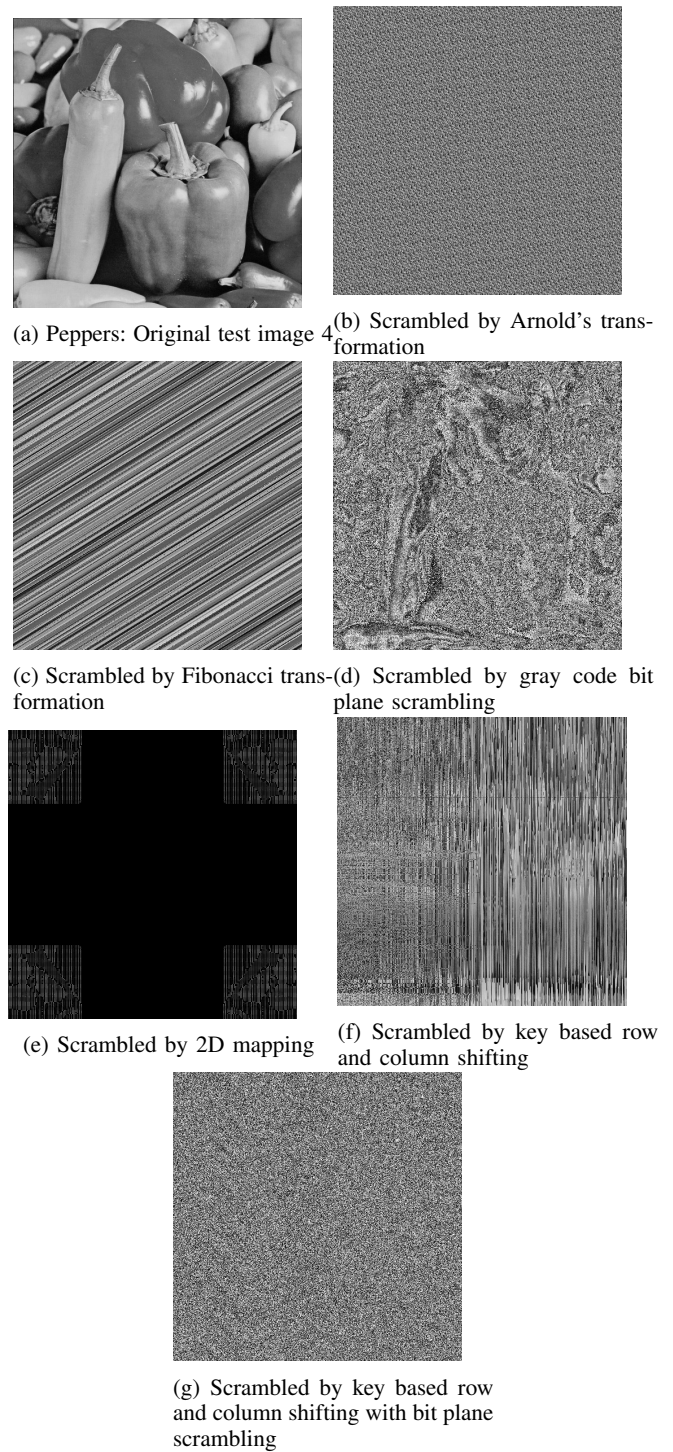 (a) Peppers: Original test image 4
(b) Scrambled by Arnold's trans-
formation
(c) Scrambled by Fibonacci trans-
formation
(d) Scrambled by gray code bit
plane scrambling
(e) Scrambled by 2D mapping
(f) Scrambled by key based row
and column shifting
(g) Scrambled by key based row
and column shifting with bit plane
scrambling